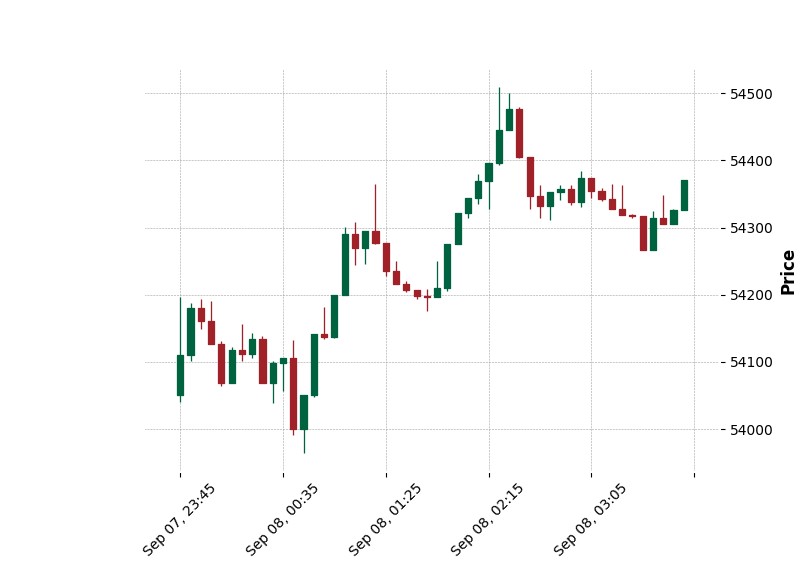 54500
54400
54300
54200
54100
54000
Price
Sep 07, 23:45
Sep 08, 00:35
Sep 08, 01:25
Sep 08, 02:15
Sep 08, 03:05